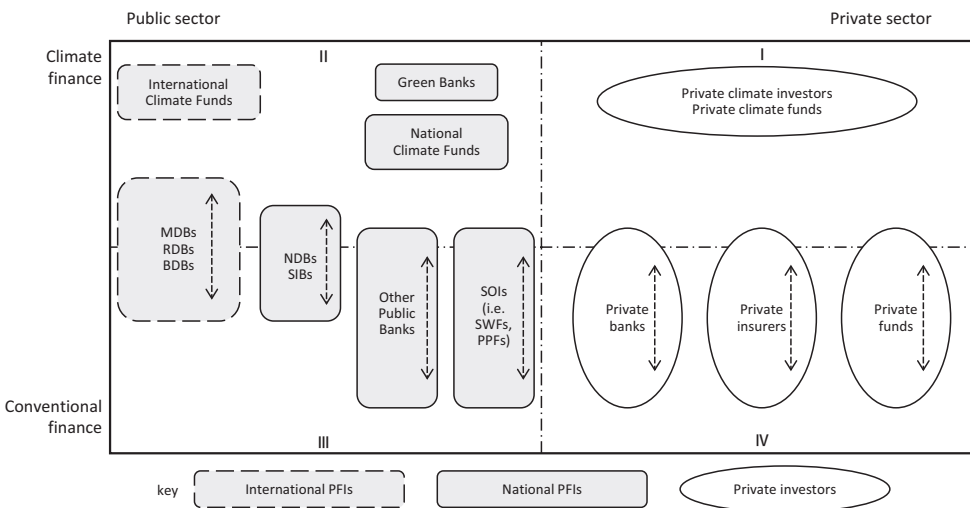 Public sector
Private sector
Climate
finance
II
I
International
Climate Funds
Green Banks
National
Climate Funds
Private climate investors
Private climate funds
MDBs
RDBs
BDBs
NDBs
SIBs
Other
Public
Banks
SOIs
(i.e.
SWFs,
PPFs)
Private
banks
Private
insurers
Private
funds
Conventional
finance
III
IV
key
International PFIs
National PFIs
Private investors